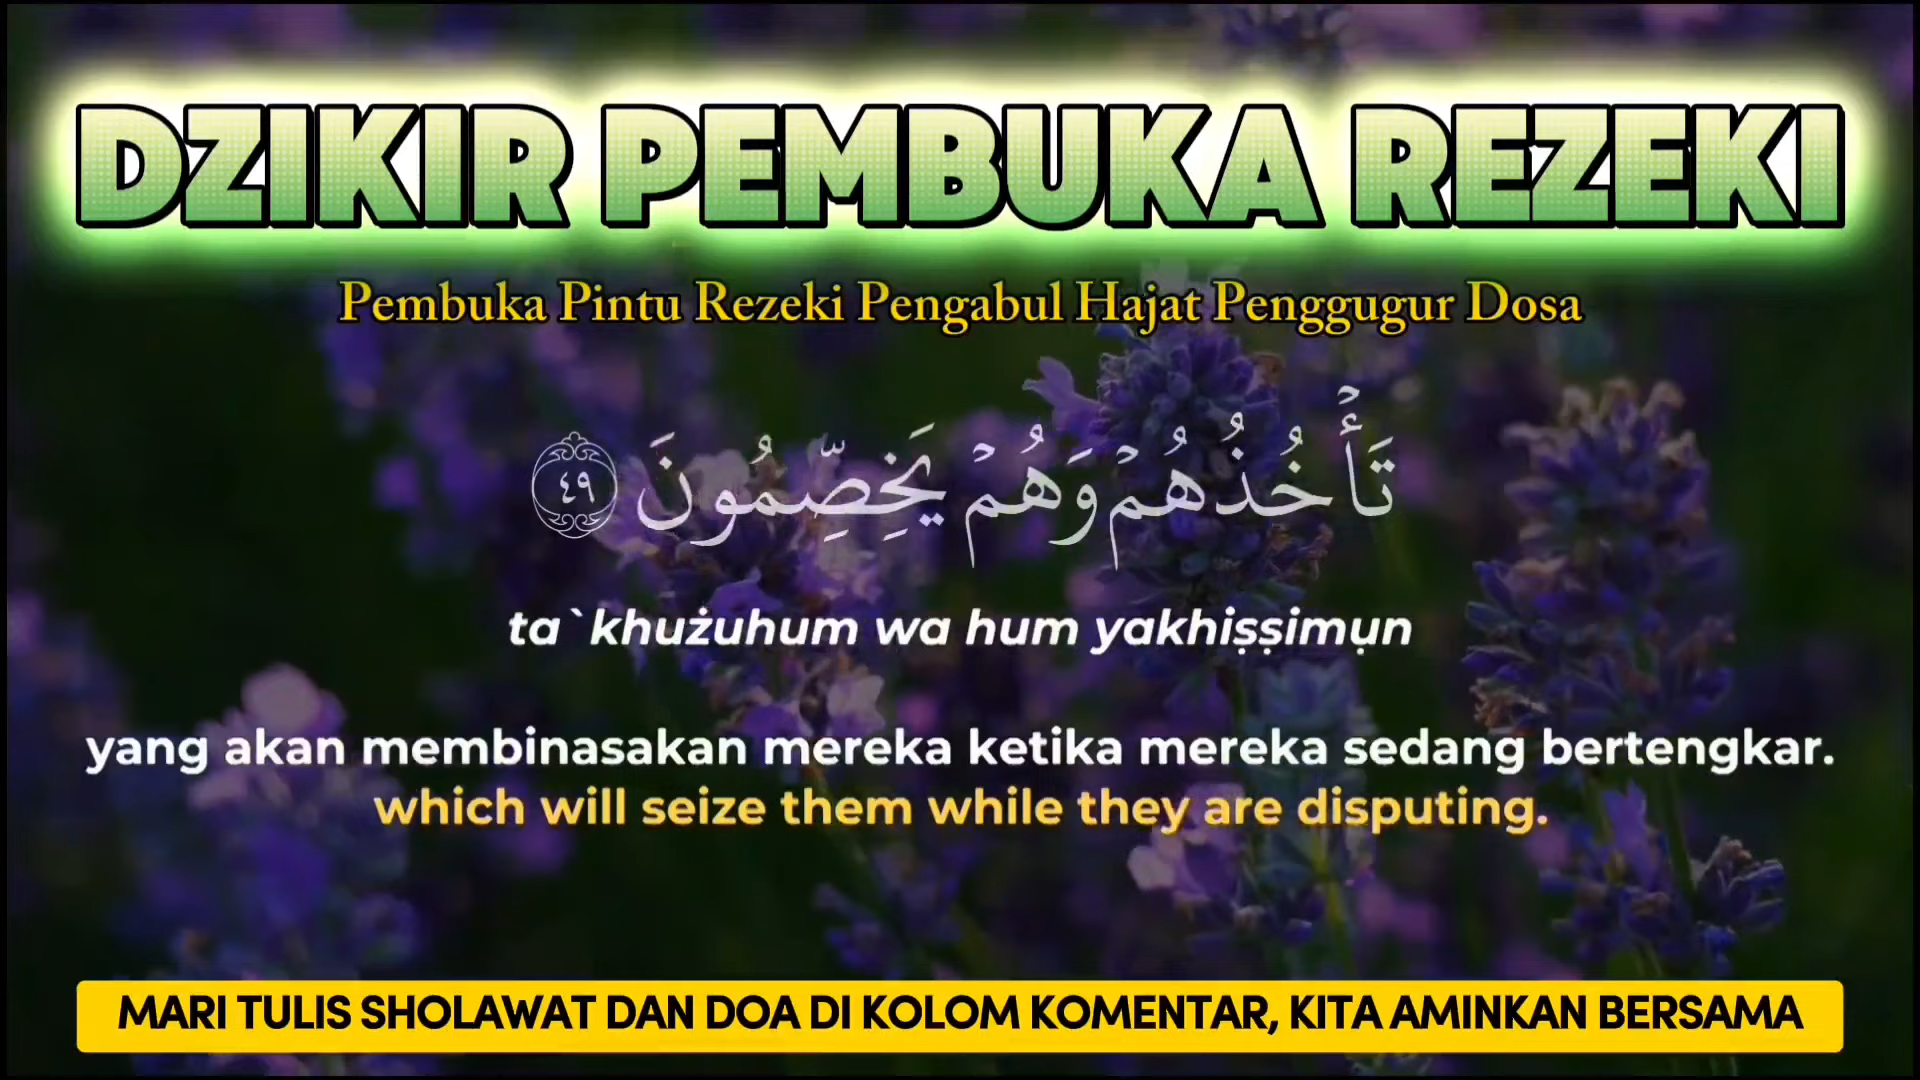 DZIKIR PEMBUKA REZEKI
Pembuka Pintu Rezeki Pengabul Hajat Penggugur Dosa
تَأْخُذُهُمْ وَهُمْ يَخِصِّمُونَ ٤٩
ta`khużuhum wa hum yakhiṣṣimụn
yang akan membinasakan mereka ketika mereka sedang bertengkar.
which will seize them while they are disputing.
MARI TULIS SHOLAWAT DAN DOA DI KOLOM KOMENTAR, KITA AMINKAN BERSAMA